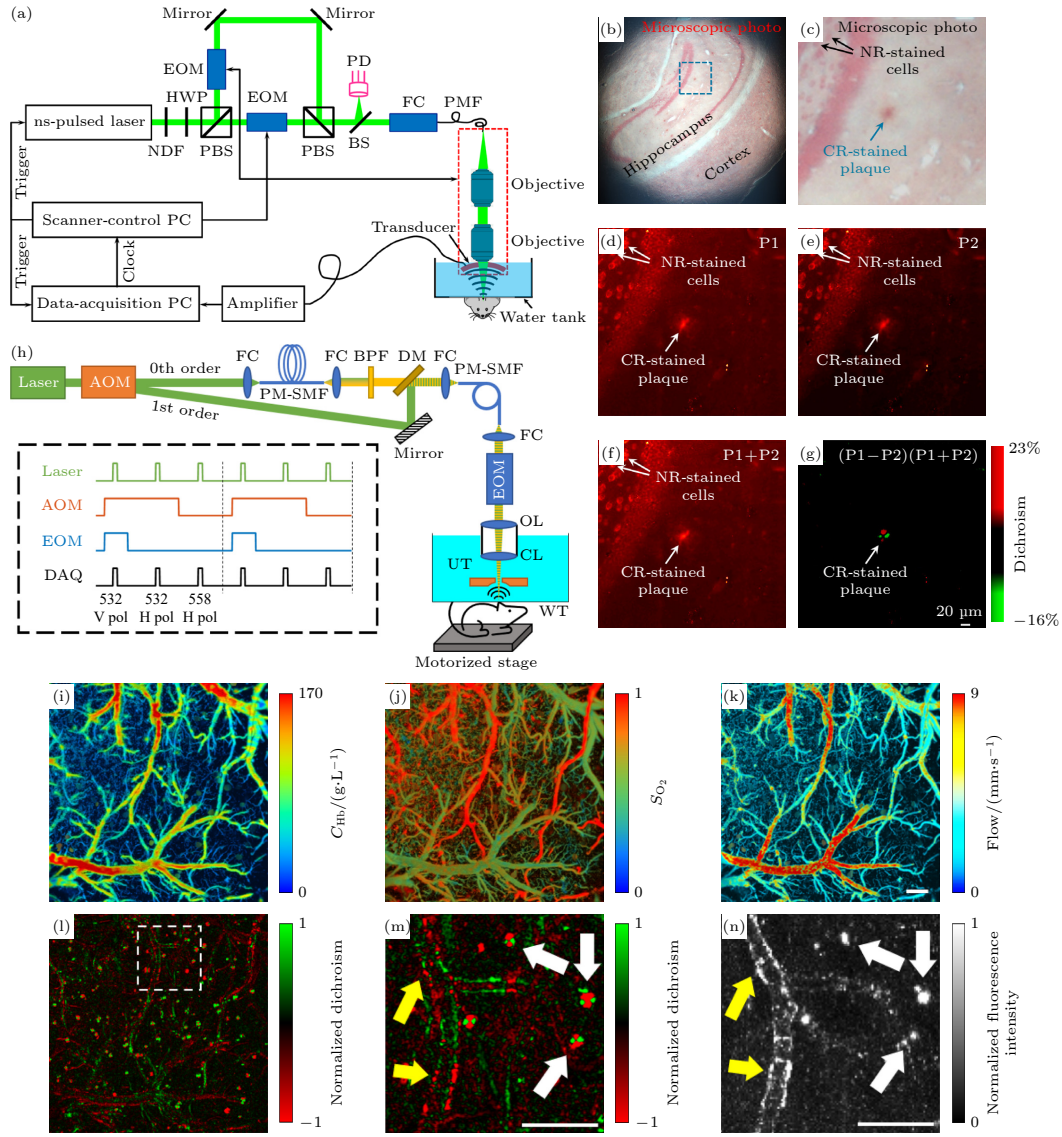 (a)
Mirror
Mirror
EOM
PD
HWP
EOM
FC
PMF
ns-pulsed laser
NDF
PBS
PBS
BS
Trigger
Objective
Scanner-control PC
Transducer
Objective
Trigger
Clock
Data-acquisition PC
Amplifier
Water tank
(b)
Microscopic photo
Hippocampus
Cortex
(c)
Microscopic photo
NR-stained
cells
CR-stained
plaque
(d)
P1
NR-stained
cells
CR-stained
plaque
(e)
P2
NR-stained
cells
CR-stained
plaque
(f)
P1+P2
NR-stained
cells
CR-stained
plaque
(g)
(P1−P2)(P1+P2)
CR-stained
plaque
20 μm
23%
Dichroism
−16%
(h)
Laser
AOM
0th order
1st order
FC
PM-SMF
FC
BPF
DM
FC
PM-SMF
Mirror
FC
EOM
OL
CL
UT
WT
Motorized stage
Laser
AOM
EOM
DAQ
532 532 558
V pol H pol H pol
(i)
170
C_Hb/(g·L−1)
0
(j)
1
S_O2
0
(k)
9
Flow/(mm·s−1)
0
(l)
1
Normalized dichroism
−1
(m)
1
Normalized dichroism
−1
(n)
1
Normalized fluorescence
intensity
0